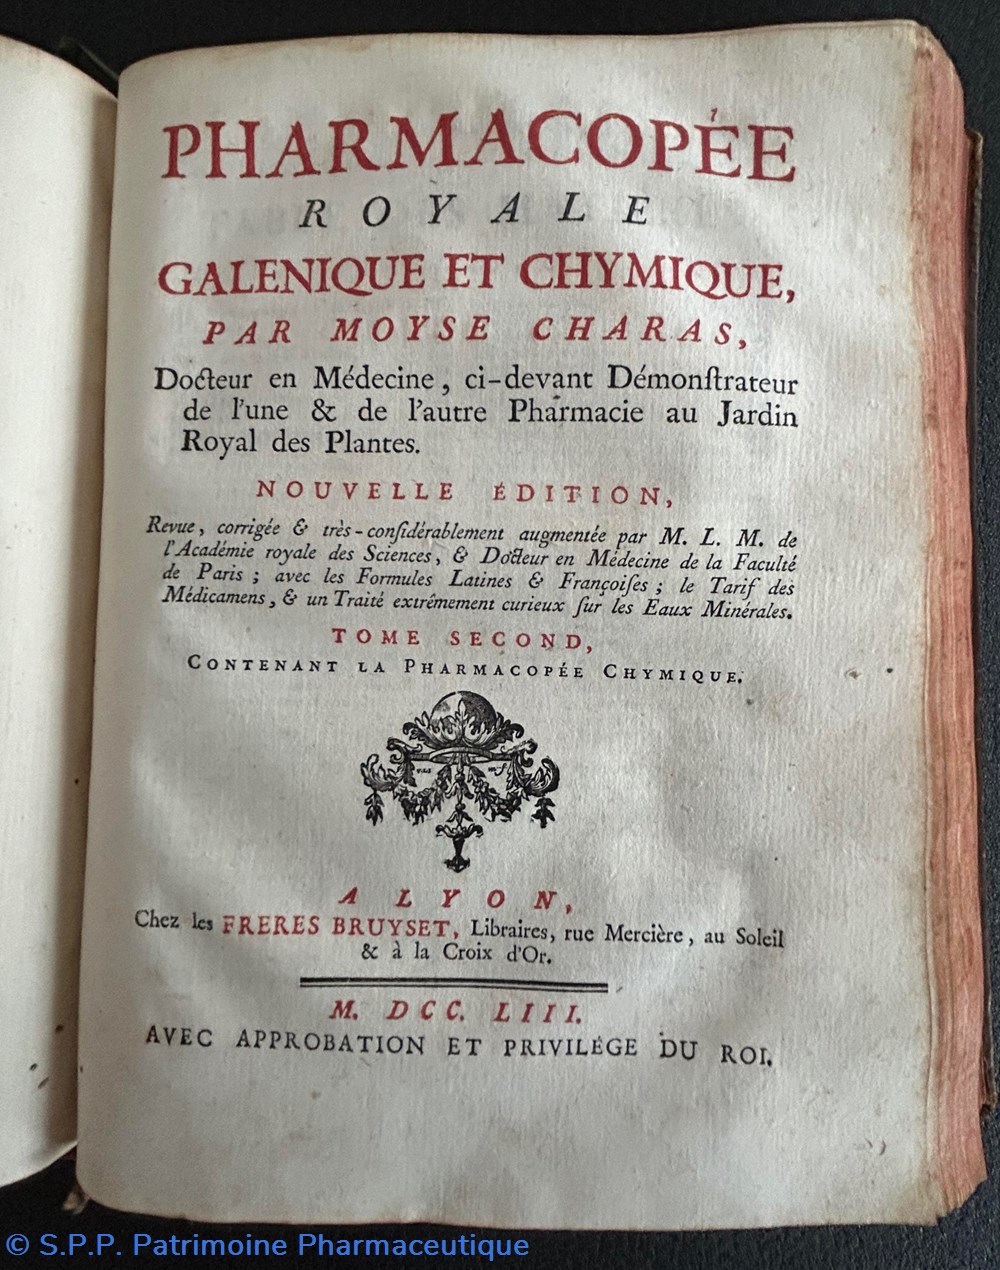 PHARMACOPÉE
ROYALE
GALENIQUE ET CHYMIQUE,
PAR MOYSE CHARAS,
Docteur en Médecine, ci-devant Démonſtrateur
de l'une & de l'autre Pharmacie au Jardin
Royal des Plantes.
NOUVELLE ÉDITION,
Revue, corrigée & très-conſidérablement augmentée par M. L. M. de
l'Académie royale des Sciences, & Docteur en Médecine de la Faculté
de Paris; avec les Formules Latines & Françoiſes; le Tarif des
Médicamens, & un Traité extrêmement curieux ſur les Eaux Minérales.
TOME SECOND,
CONTENANT LA PHARMACOPÉE CHYMIQUE.
A LYON,
Chez les FRERES BRUYSET, Libraires, rue Mercière, au Soleil
& à la Croix d'Or.
M. DCC. LIII.
AVEC APPROBATION ET PRIVILÉGE DU ROI.
© S.P.P. Patrimoine Pharmaceutique